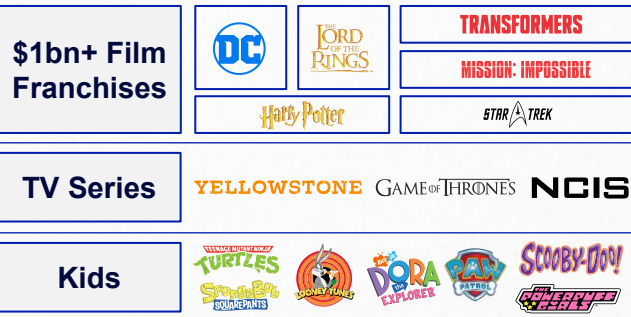 $1bn+ Film
Franchises
DC
THE
LORD
OF THE
RINGS
TRANSFORMERS
MISSION: IMPOSSIBLE
Harry Potter
STAR TREK
TV Series
YELLOWSTONE
GAME OF THRONES
NCIS
Kids
TEENAGE MUTANT NINJA
TURTLES
SPONGEBOB
SQUAREPANTS
LOONEY TUNES
DORA
the
EXPLORER
PAW
PATROL
SCOOBY-DOO!
THE
POWERPUFF
GIRLS